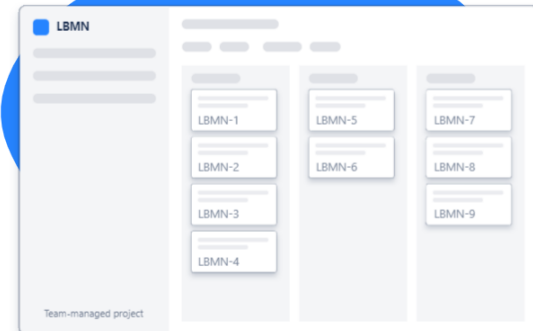 LBMN
LBMN-1
LBMN-2
LBMN-3
LBMN-4
LBMN-5
LBMN-6
LBMN-7
LBMN-8
LBMN-9
Team-managed project